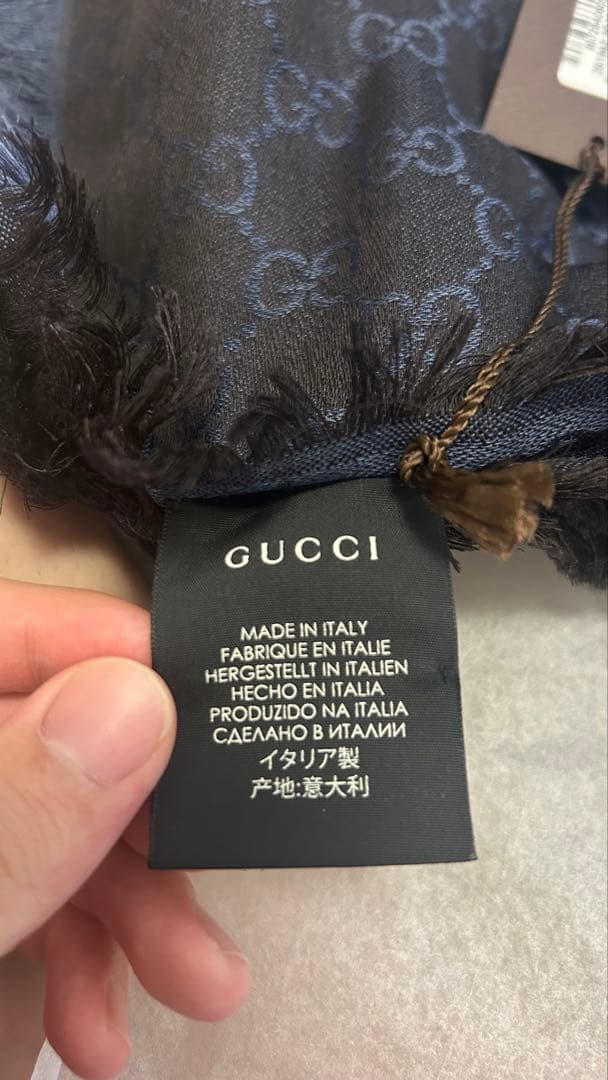 GUCCI
MADE IN ITALY
FABRIQUE EN ITALIE
HERGESTELLT IN ITALIEN
HECHO EN ITALIA
PRODUZIDO NA ITALIA
СДЕЛАНО В ИТАЛИИ
イタリア製
产地:意大利